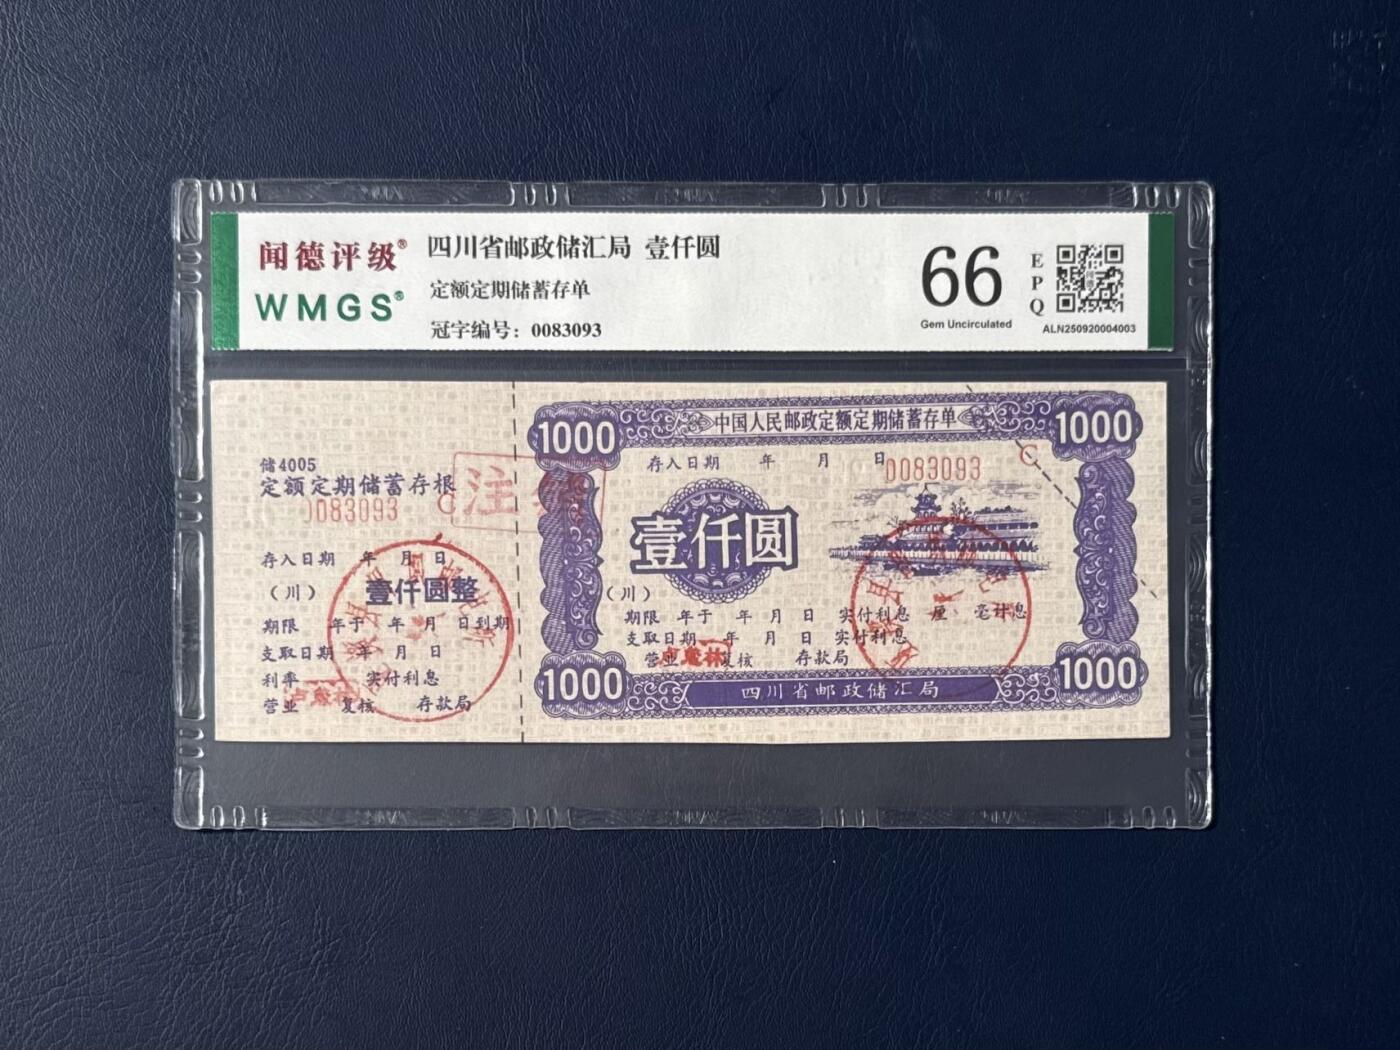 闻德评级®
WMGS®
四川省邮政储汇局 壹仟圆
定额定期储蓄存单
冠字编号：0083093
66
EPQ
Gem Uncirculated
ALN250920004003
储4005
定额定期储蓄存根
0083093
注
存入日期 年 月 日
（川） 壹仟圆整
期限 年于 年 月 日到期
支取日期 年 月 日
利率 实付利息
营业 复核 存款局
1000
中国人民邮政定额定期储蓄存单
1000
存入日期 年 月 日
0083093
壹仟圆
（川）
期限 年于 年 月 日 实付利息 厘 毫计息
支取日期 年 月 日 实付利息
营业 复核 存款局
1000
四川省邮政储汇局
1000